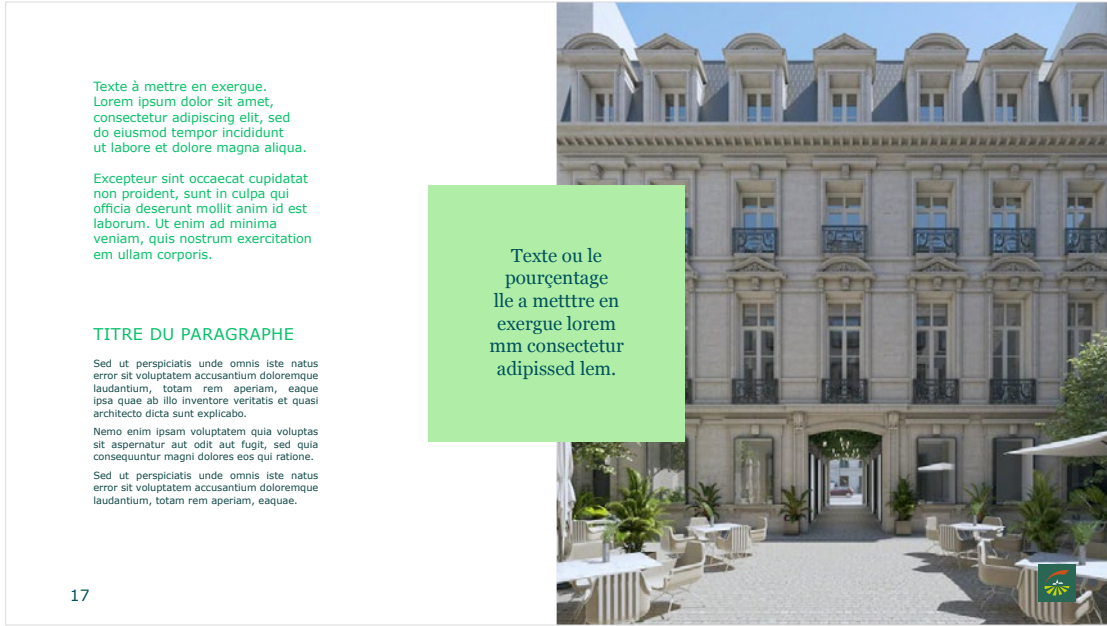 Texte à mettre en exergue.
Lorem ipsum dolor sit amet,
consectetur adipiscing elit, sed
do eiusmod tempor incididunt
ut labore et dolore magna aliqua.
Excepteur sint occaecat cupidatat
non proident, sunt in culpa qui
officia deserunt mollit anim id est
laborum. Ut enim ad minima
veniam, quis nostrum exercitation
em ullam corporis.
TITRE DU PARAGRAPHE
Sed ut perspiciatis unde omnis iste natus
error sit voluptatem accusantium doloremque
laudantium, totam rem aperiam, eaque
ipsa quae ab illo inventore veritatis et quasi
architecto dicta sunt explicabo.
Nemo enim ipsam voluptatem quia voluptas
sit aspernatur aut odit aut fugit, sed quia
consequuntur magni dolores eos qui ratione.
Sed ut perspiciatis unde omnis iste natus
error sit voluptatem accusantium doloremque
laudantium, totam rem aperiam, eaquae.
Texte ou le
pourçentage
lle a metttre en
exergue lorem
mm consectetur
adipissed lem.
17